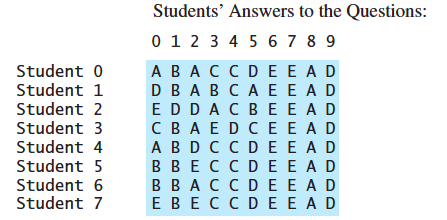 Students' Answers to the Questions:
0 1 2 3 4 5 6 7 8 9
Student 0 A B A C C D E E A D
Student 1 D B A B C A E E A D
Student 2 E D D A C B E E A D
Student 3 C B A E D C E E A D
Student 4 A B D C C D E E A D
Student 5 B B E C C D E E A D
Student 6 B B A C C D E E A D
Student 7 E B E C C D E E A D